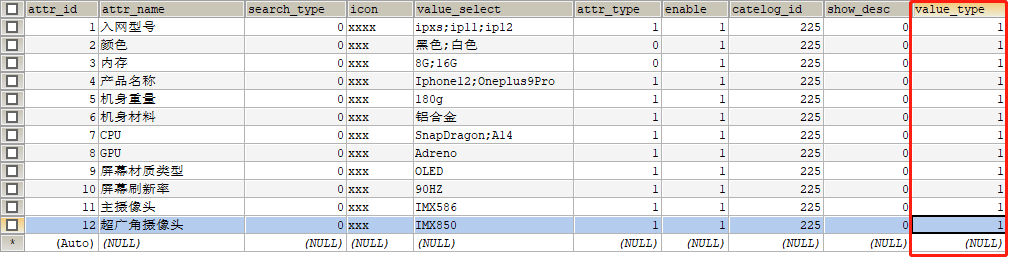 attr_id attr_name search_type icon value_select attr_type enable catelog_id show_desc value_type
1 入网型号 0 xxxx ipxs;ip11;ip12 1 1 225 0 1
2 颜色 0 xxx 黑色;白色 0 1 225 0 1
3 内存 0 xxx 8G;16G 0 1 225 0 1
4 产品名称 0 xxx Iphone12;Oneplus9Pro 1 1 225 0 1
5 机身重量 0 xxx 180g 1 1 225 0 1
6 机身材料 0 xxx 铝合金 1 1 225 0 1
7 CPU 0 xxx SnapDragon;A14 1 1 225 0 1
8 GPU 0 xxx Adreno 1 1 225 0 1
9 屏幕材质类型 0 xxx OLED 1 1 225 0 1
10 屏幕刷新率 0 xxx 90HZ 1 1 225 0 1
11 主摄像头 0 xxx IMX586 1 1 225 0 1
12 超广角摄像头 0 xxx IMX850 1 1 225 0 1
* (Auto) (NULL) (NULL) (NULL) (NULL) (NULL) (NULL) (NULL) (NULL) (NULL)